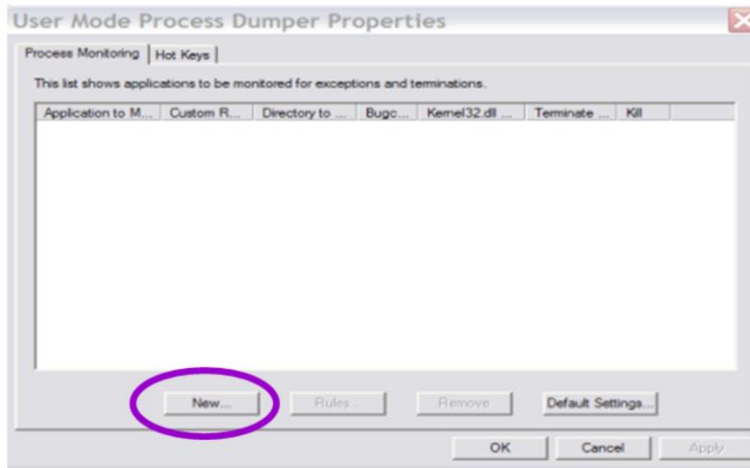 User Mode Process Dumper Properties
Process Monitoring Hot Keys
This list shows applications to be monitored for exceptions and terminations.
Application to M... Custom R... Directory to ... Bugc... Kernel32.dll ... Terminate ... Kill
New... Rules... Remove Default Settings...
OK Cancel Apply